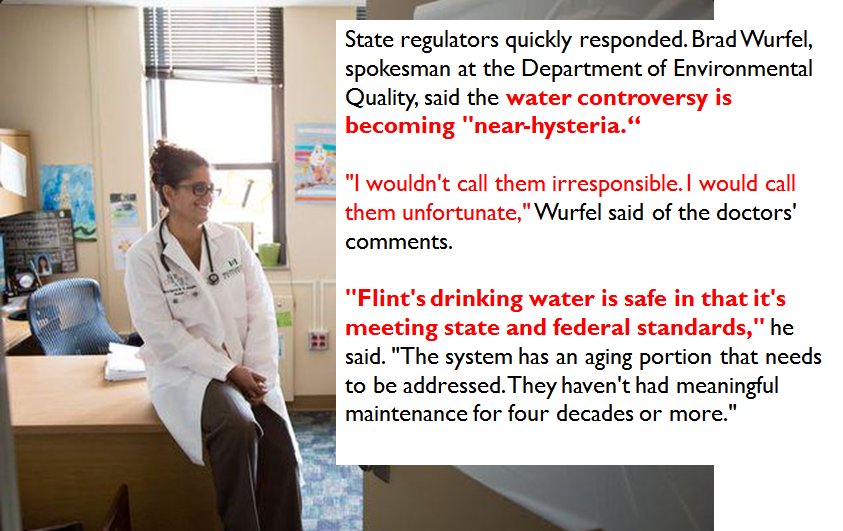 State regulators quickly responded. Brad Wurfel,
spokesman at the Department of Environmental
Quality, said the water controversy is
becoming "near-hysteria.“
"I wouldn't call them irresponsible. I would call
them unfortunate," Wurfel said of the doctors'
comments.
"Flint's drinking water is safe in that it's
meeting state and federal standards," he
said. "The system has an aging portion that needs
to be addressed. They haven't had meaningful
maintenance for four decades or more."